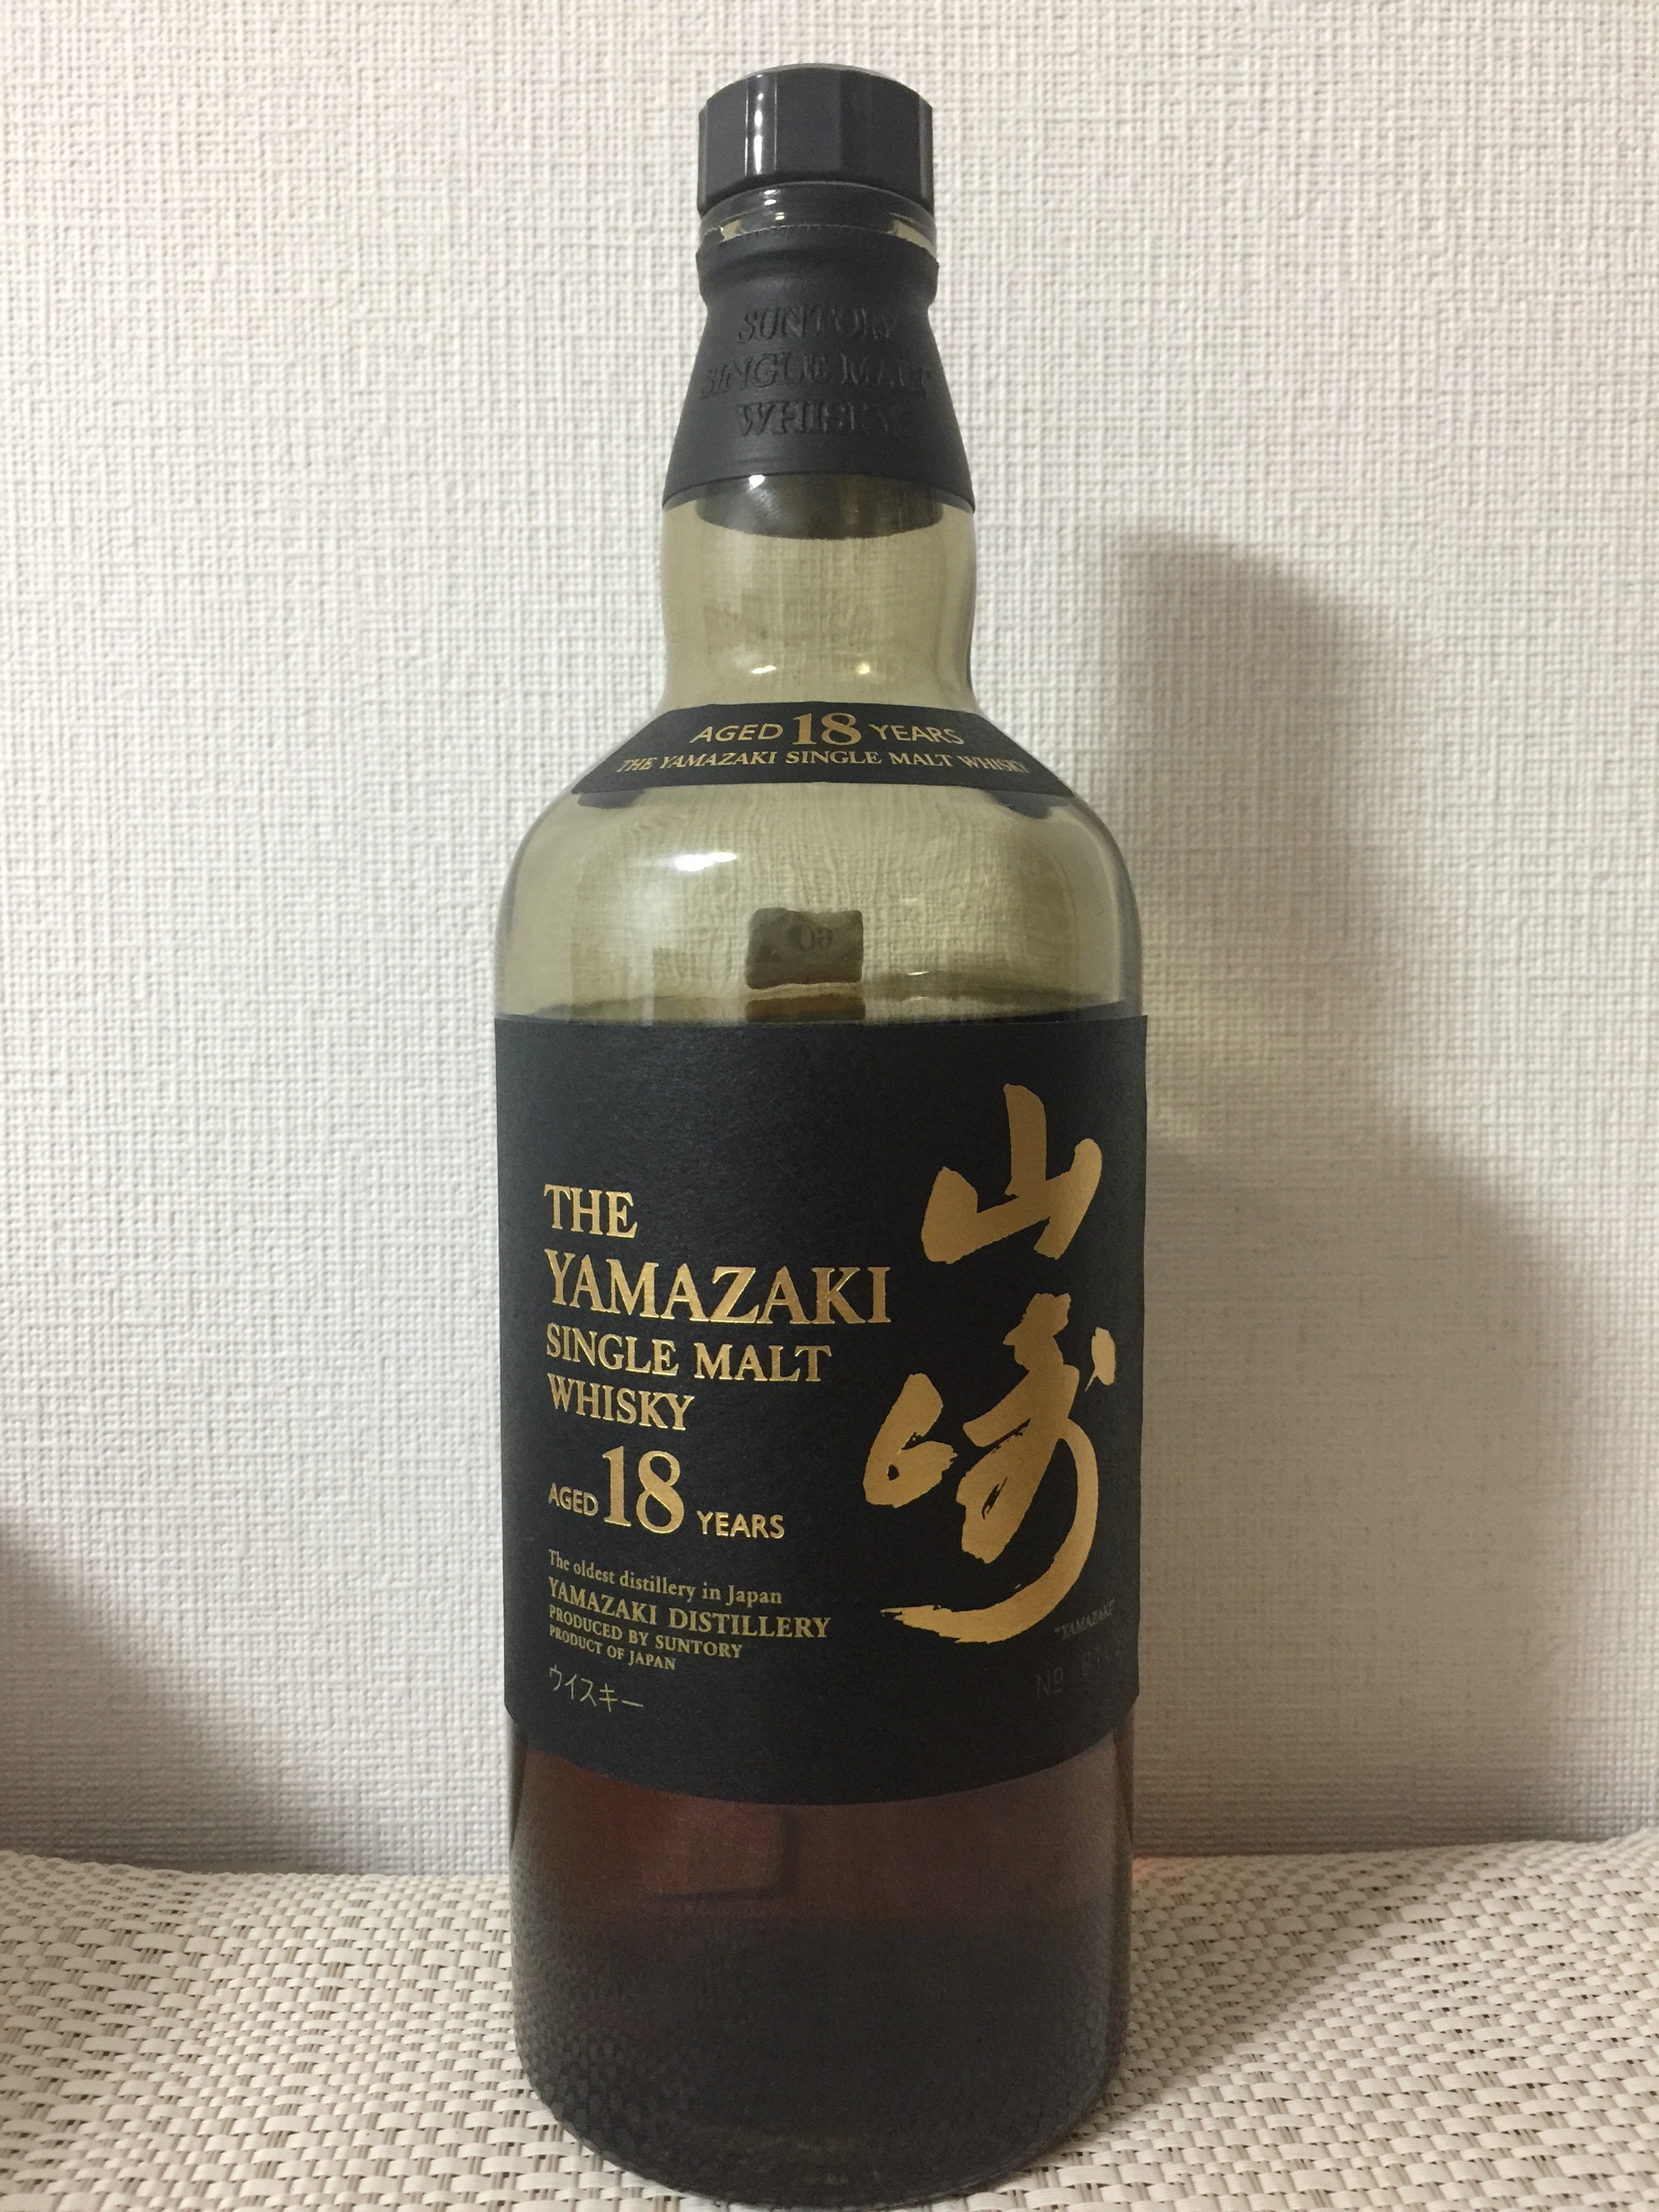 SUNTORY
SINGLE MALT
WHISKY
AGED 18 YEARS
THE YAMAZAKI SINGLE MALT WHISKY
60
THE
YAMAZAKI
SINGLE MALT
WHISKY
AGED 18 YEARS
山崎
The oldest distillery in Japan
YAMAZAKI DISTILLERY
PRODUCED BY SUNTORY
PRODUCT OF JAPAN
ウイスキー
"YAMAZAKI"
No